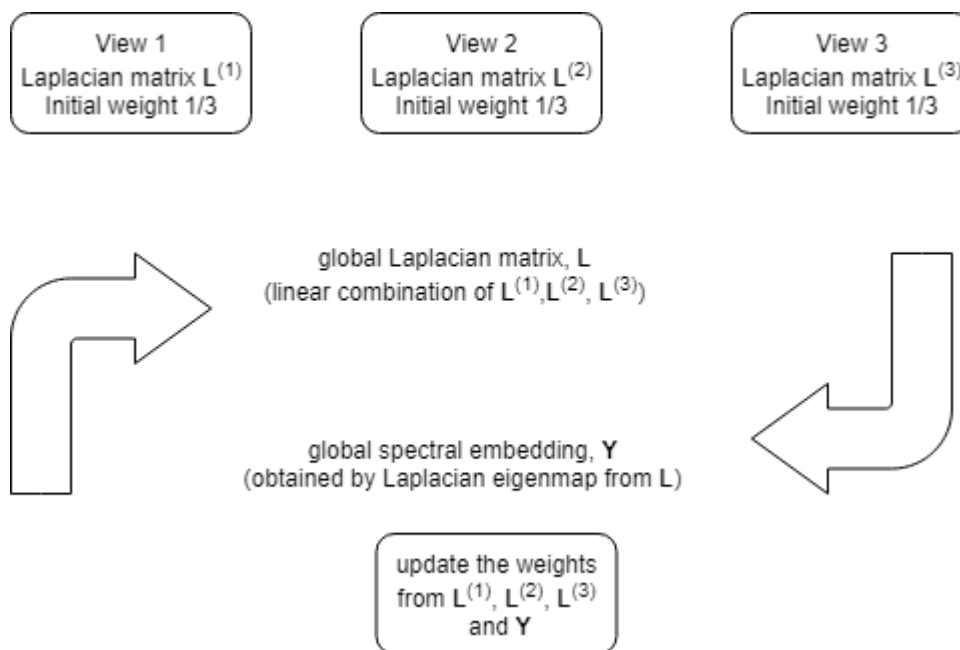 View 1
Laplacian matrix L⁽¹⁾
Initial weight 1/3
View 2
Laplacian matrix L⁽²⁾
Initial weight 1/3
View 3
Laplacian matrix L⁽³⁾
Initial weight 1/3
global Laplacian matrix, L
(linear combination of L⁽¹⁾,L⁽²⁾, L⁽³⁾)
global spectral embedding, Y
(obtained by Laplacian eigenmap from L)
update the weights
from L⁽¹⁾, L⁽²⁾, L⁽³⁾
and Y